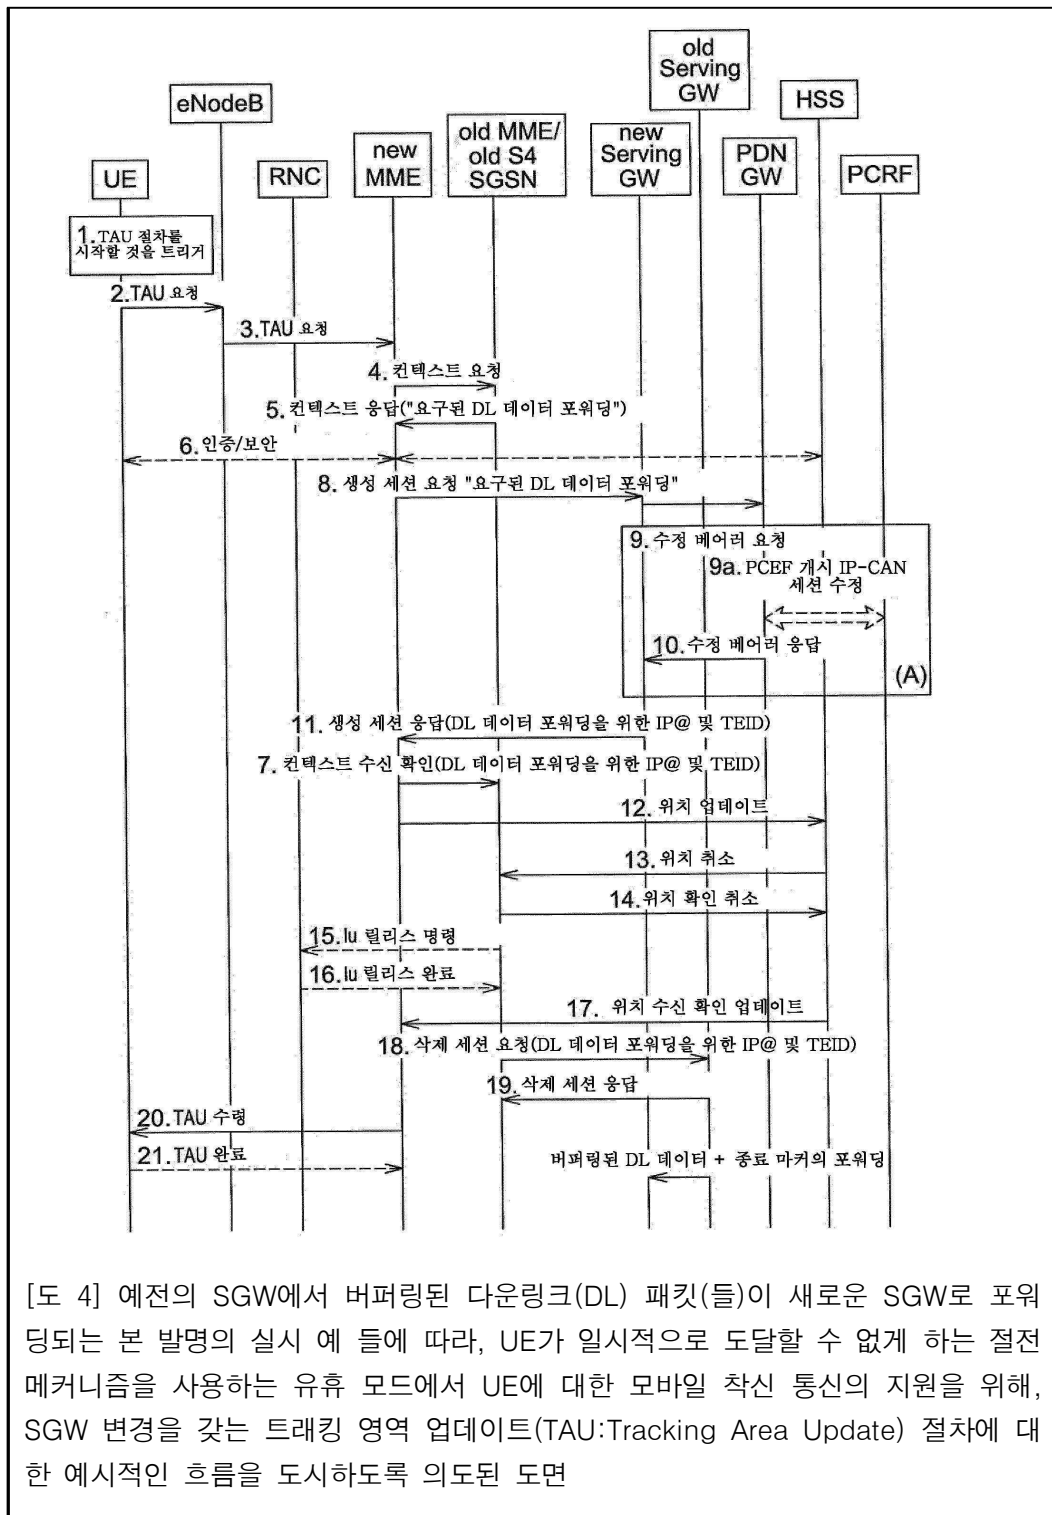 old
Serving
GW
eNodeB
HSS
old MME/
old S4
SGSN
new
MME
new
Serving
GW
PDN
GW
UE
RNC
PCRF
1.TAU 절차를
시작할 것을 트리거
2.TAU 요청
3.TAU 요청
4. 컨텍스트 요청
5. 컨텍스트 응답("요구된 DL 데이터 포워딩")
6.인증/보안
8. 생성 세션 요청 "요구된 DL 데이터 포워딩"
9.수정 베어러 요청
9a. PCEF 개시 IP-CAN
세션 수정
10.수정 베어러 응답
(A)
11. 생성 세션 응답(DL 데이터 포워딩을 위한 IP@ 및 TEID)
7. 컨텍스트 수신 확인(DL 데이터 포워딩을 위한 IP@ 및 TEID)
12. 위치 업데이트
13.위치 취소
14.위치 확인 취소
15.Iu 릴리스 명령
16.Iu 릴리스 완료
17. 위치 수신 확인 업데이트
18.삭제 세션 요청(DL 데이터 포워딩을 위한 IP@ 및 TEID)
19.삭제 세션 응답
20.TAU 수령
21.TAU 완료
버퍼링된 DL 데이터 + 종료 마커의 포워딩
[도 4] 예전의 SGW에서 버퍼링된 다운링크(DL) 패킷(들)이 새로운 SGW로 포워
딩되는 본 발명의 실시 예 들에 따라, UE가 일시적으로 도달할 수 없게 하는 절전
메커니즘을 사용하는 유휴 모드에서 UE에 대한 모바일 착신 통신의 지원을 위해,
SGW 변경을 갖는 트래킹 영역 업데이트(TAU:Tracking Area Update) 절차에 대
한 예시적인 흐름을 도시하도록 의도된 도면